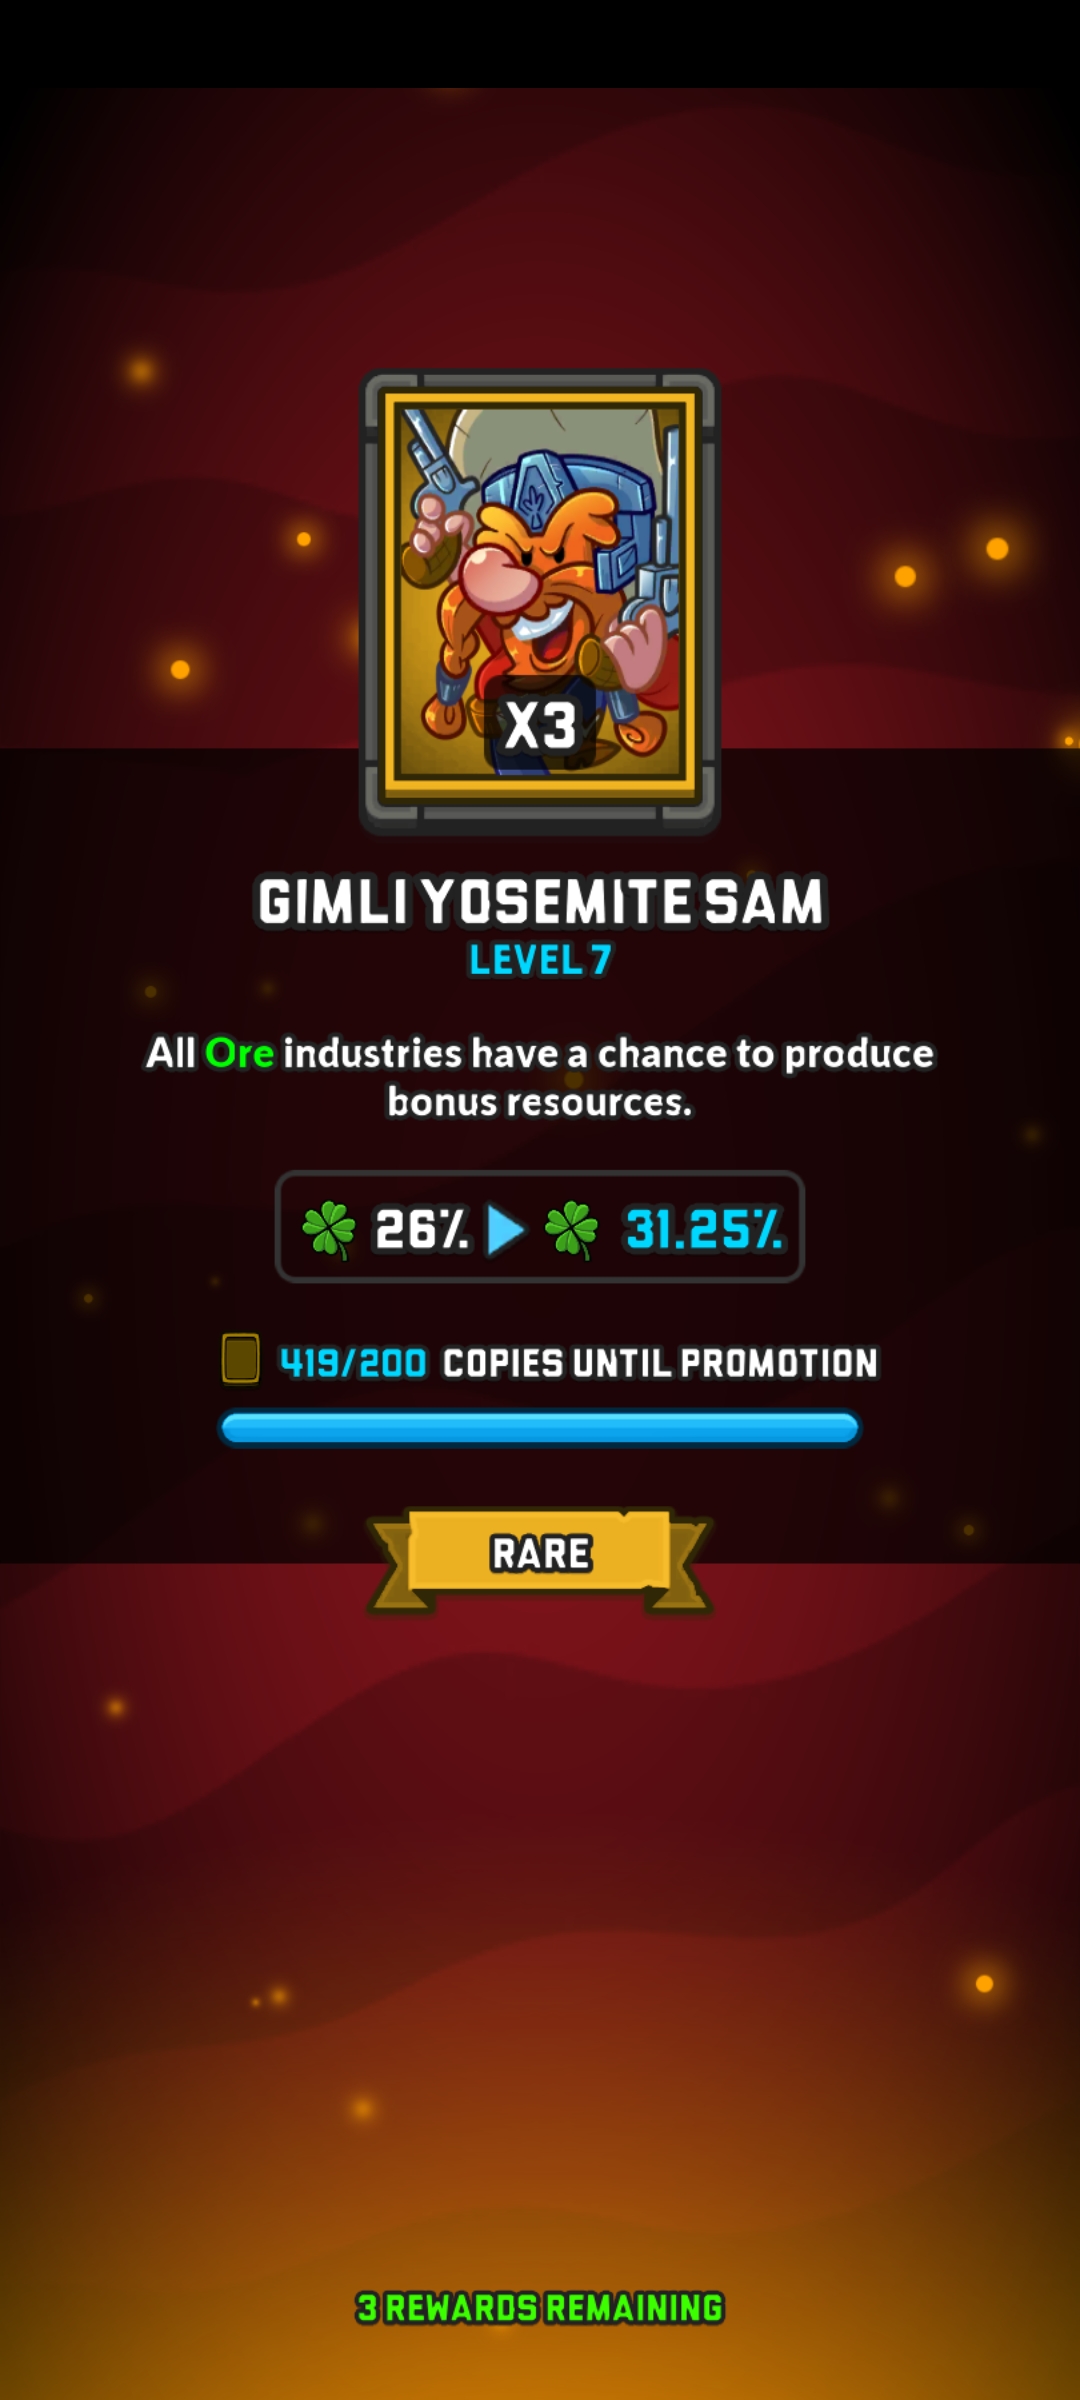 X3
GIMLI YOSEMITE SAM
LEVEL 7
All Ore industries have a chance to produce
bonus resources.
26% 31.25%
419/200 COPIES UNTIL PROMOTION
RARE
3 REWARDS REMAINING